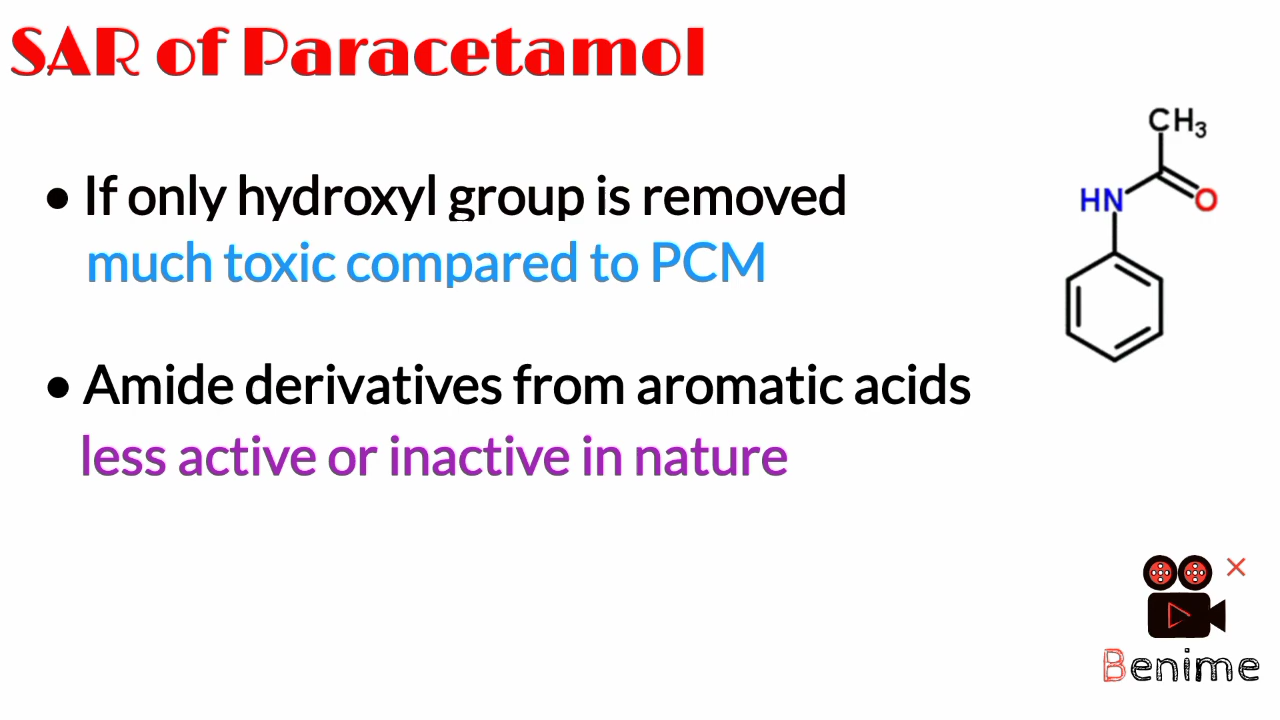 SAR of Paracetamol
CH3
• If only hydroxyl group is removed
HN
O
much toxic compared to PCM
• Amide derivatives from aromatic acids
less active or inactive in nature
×
Benime